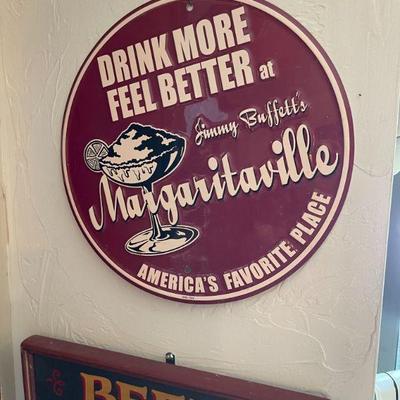 DRINK MORE
FEEL BETTER at
Jimmy Buffett's
Margaritaville
AMERICA'S FAVORITE PLACE